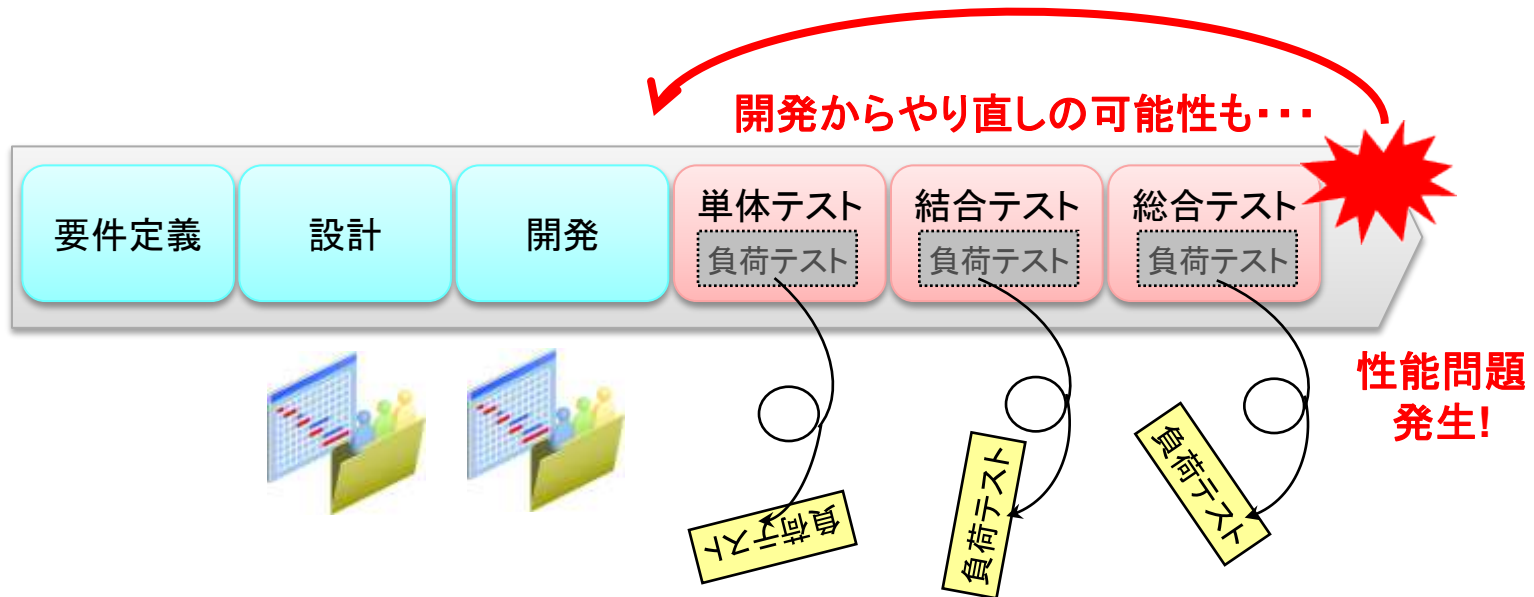 開発からやり直しの可能性も・・・
要件定義
設計
開発
単体テスト
負荷テスト
結合テスト
負荷テスト
総合テスト
負荷テスト
性能問題
発生!
負荷テスト
負荷テスト
負荷テスト